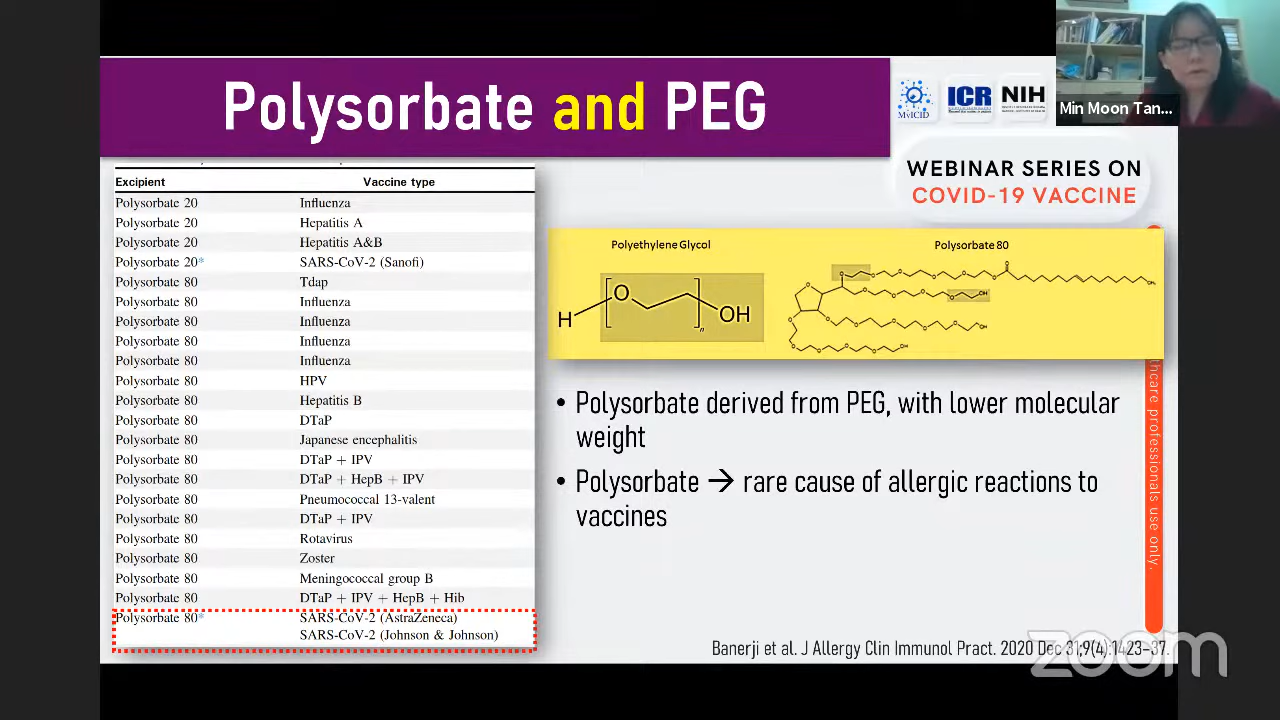 Polysorbate and PEG
MyICID
ICR
NIH
Min Moon Tan...
WEBINAR SERIES ON
COVID-19 VACCINE
Excipient Vaccine type
Polysorbate 20 Influenza
Polysorbate 20 Hepatitis A
Polysorbate 20 Hepatitis A&B
Polysorbate 20* SARS-CoV-2 (Sanofi)
Polysorbate 80 Tdap
Polysorbate 80 Influenza
Polysorbate 80 Influenza
Polysorbate 80 Influenza
Polysorbate 80 Influenza
Polysorbate 80 HPV
Polysorbate 80 Hepatitis B
Polysorbate 80 DTaP
Polysorbate 80 Japanese encephalitis
Polysorbate 80 DTaP + IPV
Polysorbate 80 DTaP + HepB + IPV
Polysorbate 80 Pneumococcal 13-valent
Polysorbate 80 DTaP + IPV
Polysorbate 80 Rotavirus
Polysorbate 80 Zoster
Polysorbate 80 Meningococcal group B
Polysorbate 80 DTaP + IPV + HepB + Hib
Polysorbate 80* SARS-CoV-2 (AstraZeneca)
SARS-CoV-2 (Johnson & Johnson)
Polyethylene Glycol
H O n OH
Polysorbate 80
• Polysorbate derived from PEG, with lower molecular
weight
• Polysorbate → rare cause of allergic reactions to
vaccines
thcare professionals use only.
Banerji et al. J Allergy Clin Immunol Pract. 2020 Dec 31;9(4):1423–37.
zoom